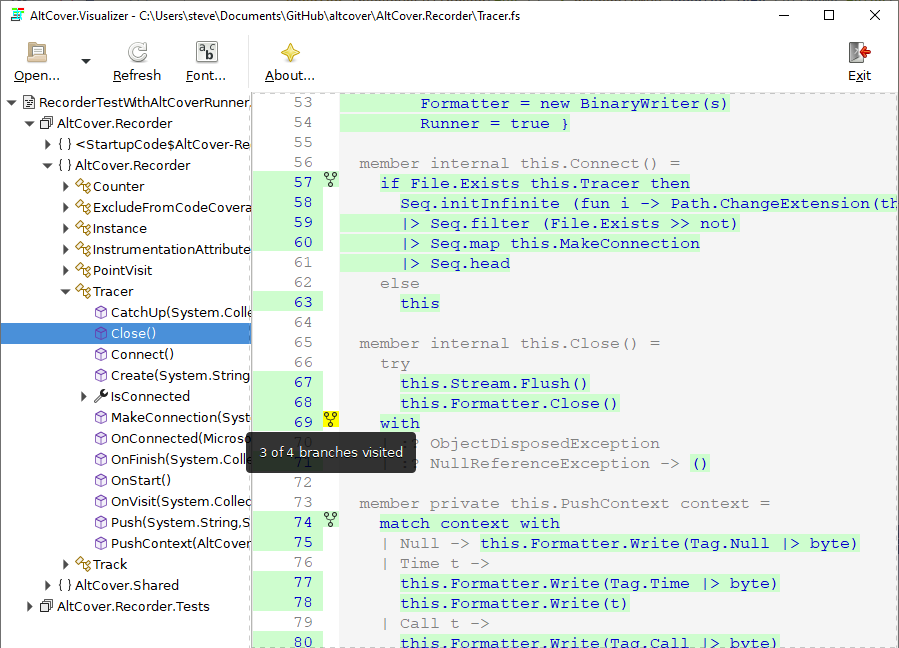 AltCover.Visualizer - C:\Users\steve\Documents\GitHub\altcover\AltCover.Recorder\Tracer.fs
Open...
Refresh
Font...
About...
Exit
RecorderTestWithAltCoverRunner.
AltCover.Recorder
{ } <StartupCode$AltCover-Re
{ } AltCover.Recorder
Counter
ExcludeFromCodeCovera
Instance
InstrumentationAttribute
PointVisit
Tracer
CatchUp(System.Colle
Close()
Connect()
Create(System.String
IsConnected
MakeConnection(Syst
OnConnected(Microso
OnFinish(System.Colle
OnStart()
OnVisit(System.Collec
Push(System.String,S
PushContext(AltCover
Track
{ } AltCover.Shared
AltCover.Recorder.Tests
53 Formatter = new BinaryWriter(s)
54 Runner = true }
55
56 member internal this.Connect() =
57 if File.Exists this.Tracer then
58 Seq.initInfinite (fun i -> Path.ChangeExtension(th
59 |> Seq.filter (File.Exists >> not)
60 |> Seq.map this.MakeConnection
61 |> Seq.head
62 else
63 this
64
65 member internal this.Close() =
66 try
67 this.Stream.Flush()
68 this.Formatter.Close()
69 with
70 | :? ObjectDisposedException
71 | :? NullReferenceException -> ()
3 of 4 branches visited
72
73 member private this.PushContext context =
74 match context with
75 | Null -> this.Formatter.Write(Tag.Null |> byte)
76 | Time t ->
77 this.Formatter.Write(Tag.Time |> byte)
78 this.Formatter.Write(t)
79 | Call t ->
80 this.Formatter.Write(Tag.Call |> byte)